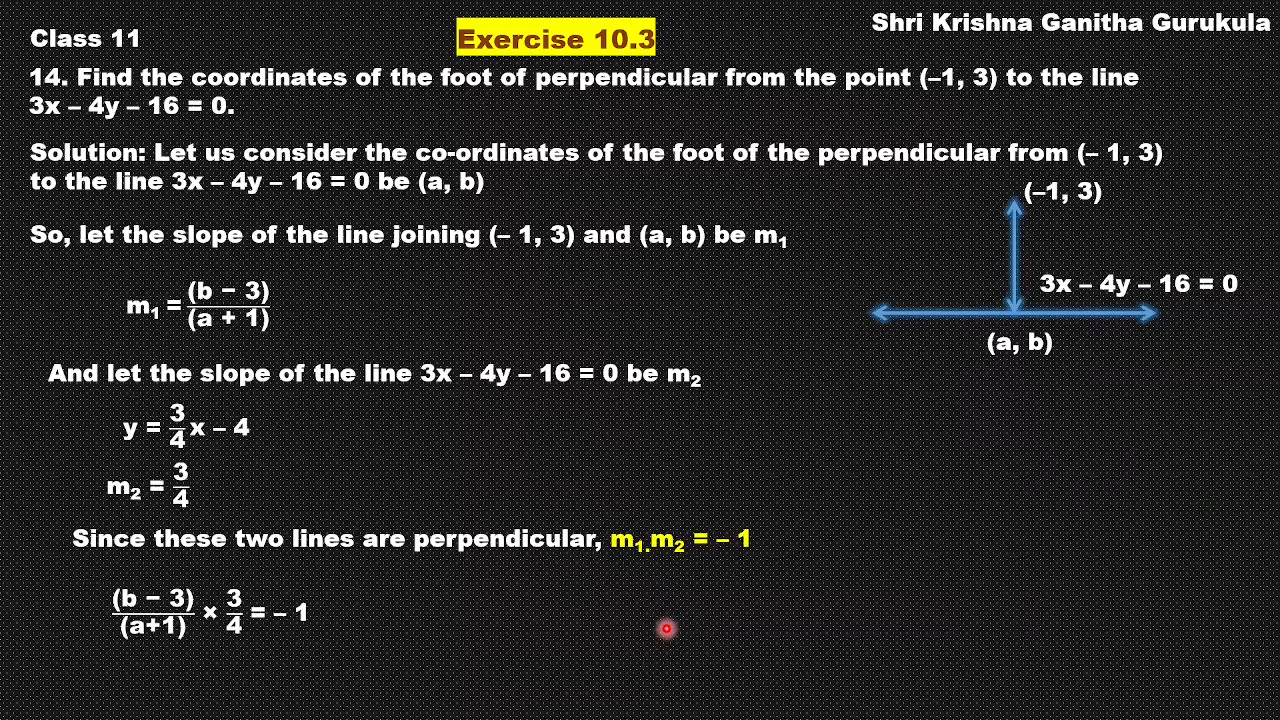 Shri Krishna Ganitha Gurukula
Class 11
Exercise 10.3
14. Find the coordinates of the foot of perpendicular from the point (–1, 3) to the line
3x – 4y – 16 = 0.
Solution: Let us consider the co-ordinates of the foot of the perpendicular from (– 1, 3)
to the line 3x – 4y – 16 = 0 be (a, b)
(–1, 3)
So, let the slope of the line joining (– 1, 3) and (a, b) be m₁
3x – 4y – 16 = 0
(a, b)
m₁ = (b − 3)/(a + 1)
And let the slope of the line 3x – 4y – 16 = 0 be m₂
y = 3/4 x – 4
m₂ = 3/4
Since these two lines are perpendicular, m₁.m₂ = – 1
(b − 3)/(a+1) × 3/4 = – 1